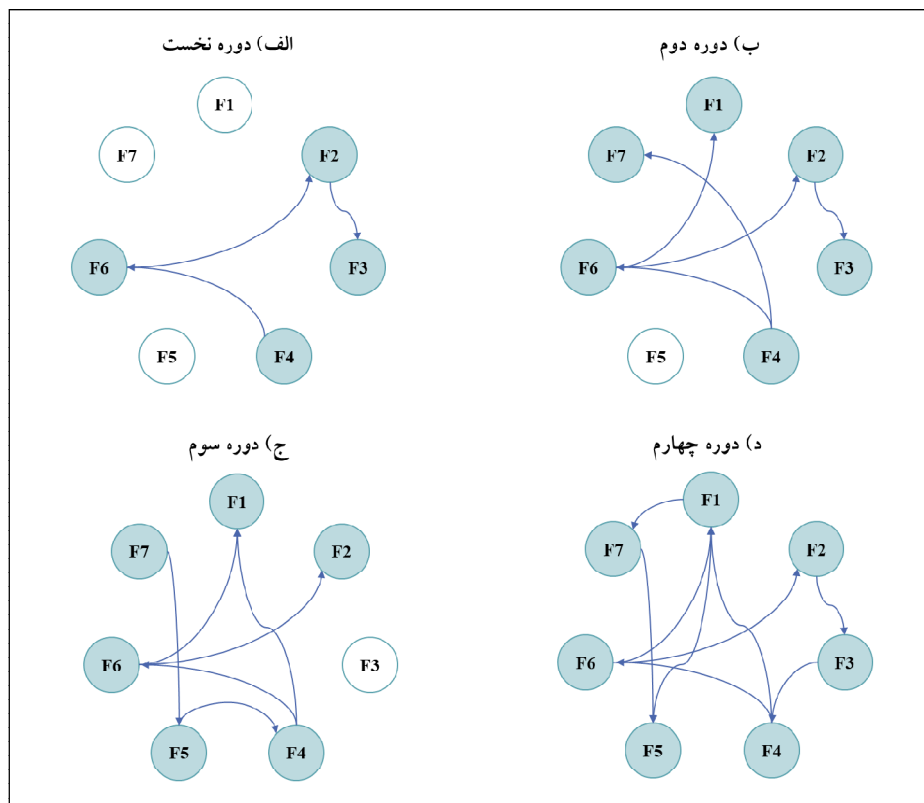 الف) دوره نخست
F1
F7
F2
F6
F3
F5
F4
ب) دوره دوم
F1
F7
F2
F6
F3
F5
F4
ج) دوره سوم
F1
F7
F2
F6
F3
F5
F4
د) دوره چهارم
F1
F7
F2
F6
F3
F5
F4